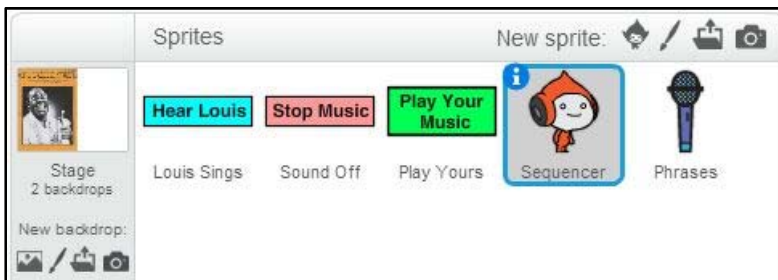 Sprites
New sprite:
Hear Louis
Stop Music
Play Your
Music
Stage
2 backdrops
Louis Sings
Sound Off
Play Yours
Sequencer
Phrases
New backdrop: